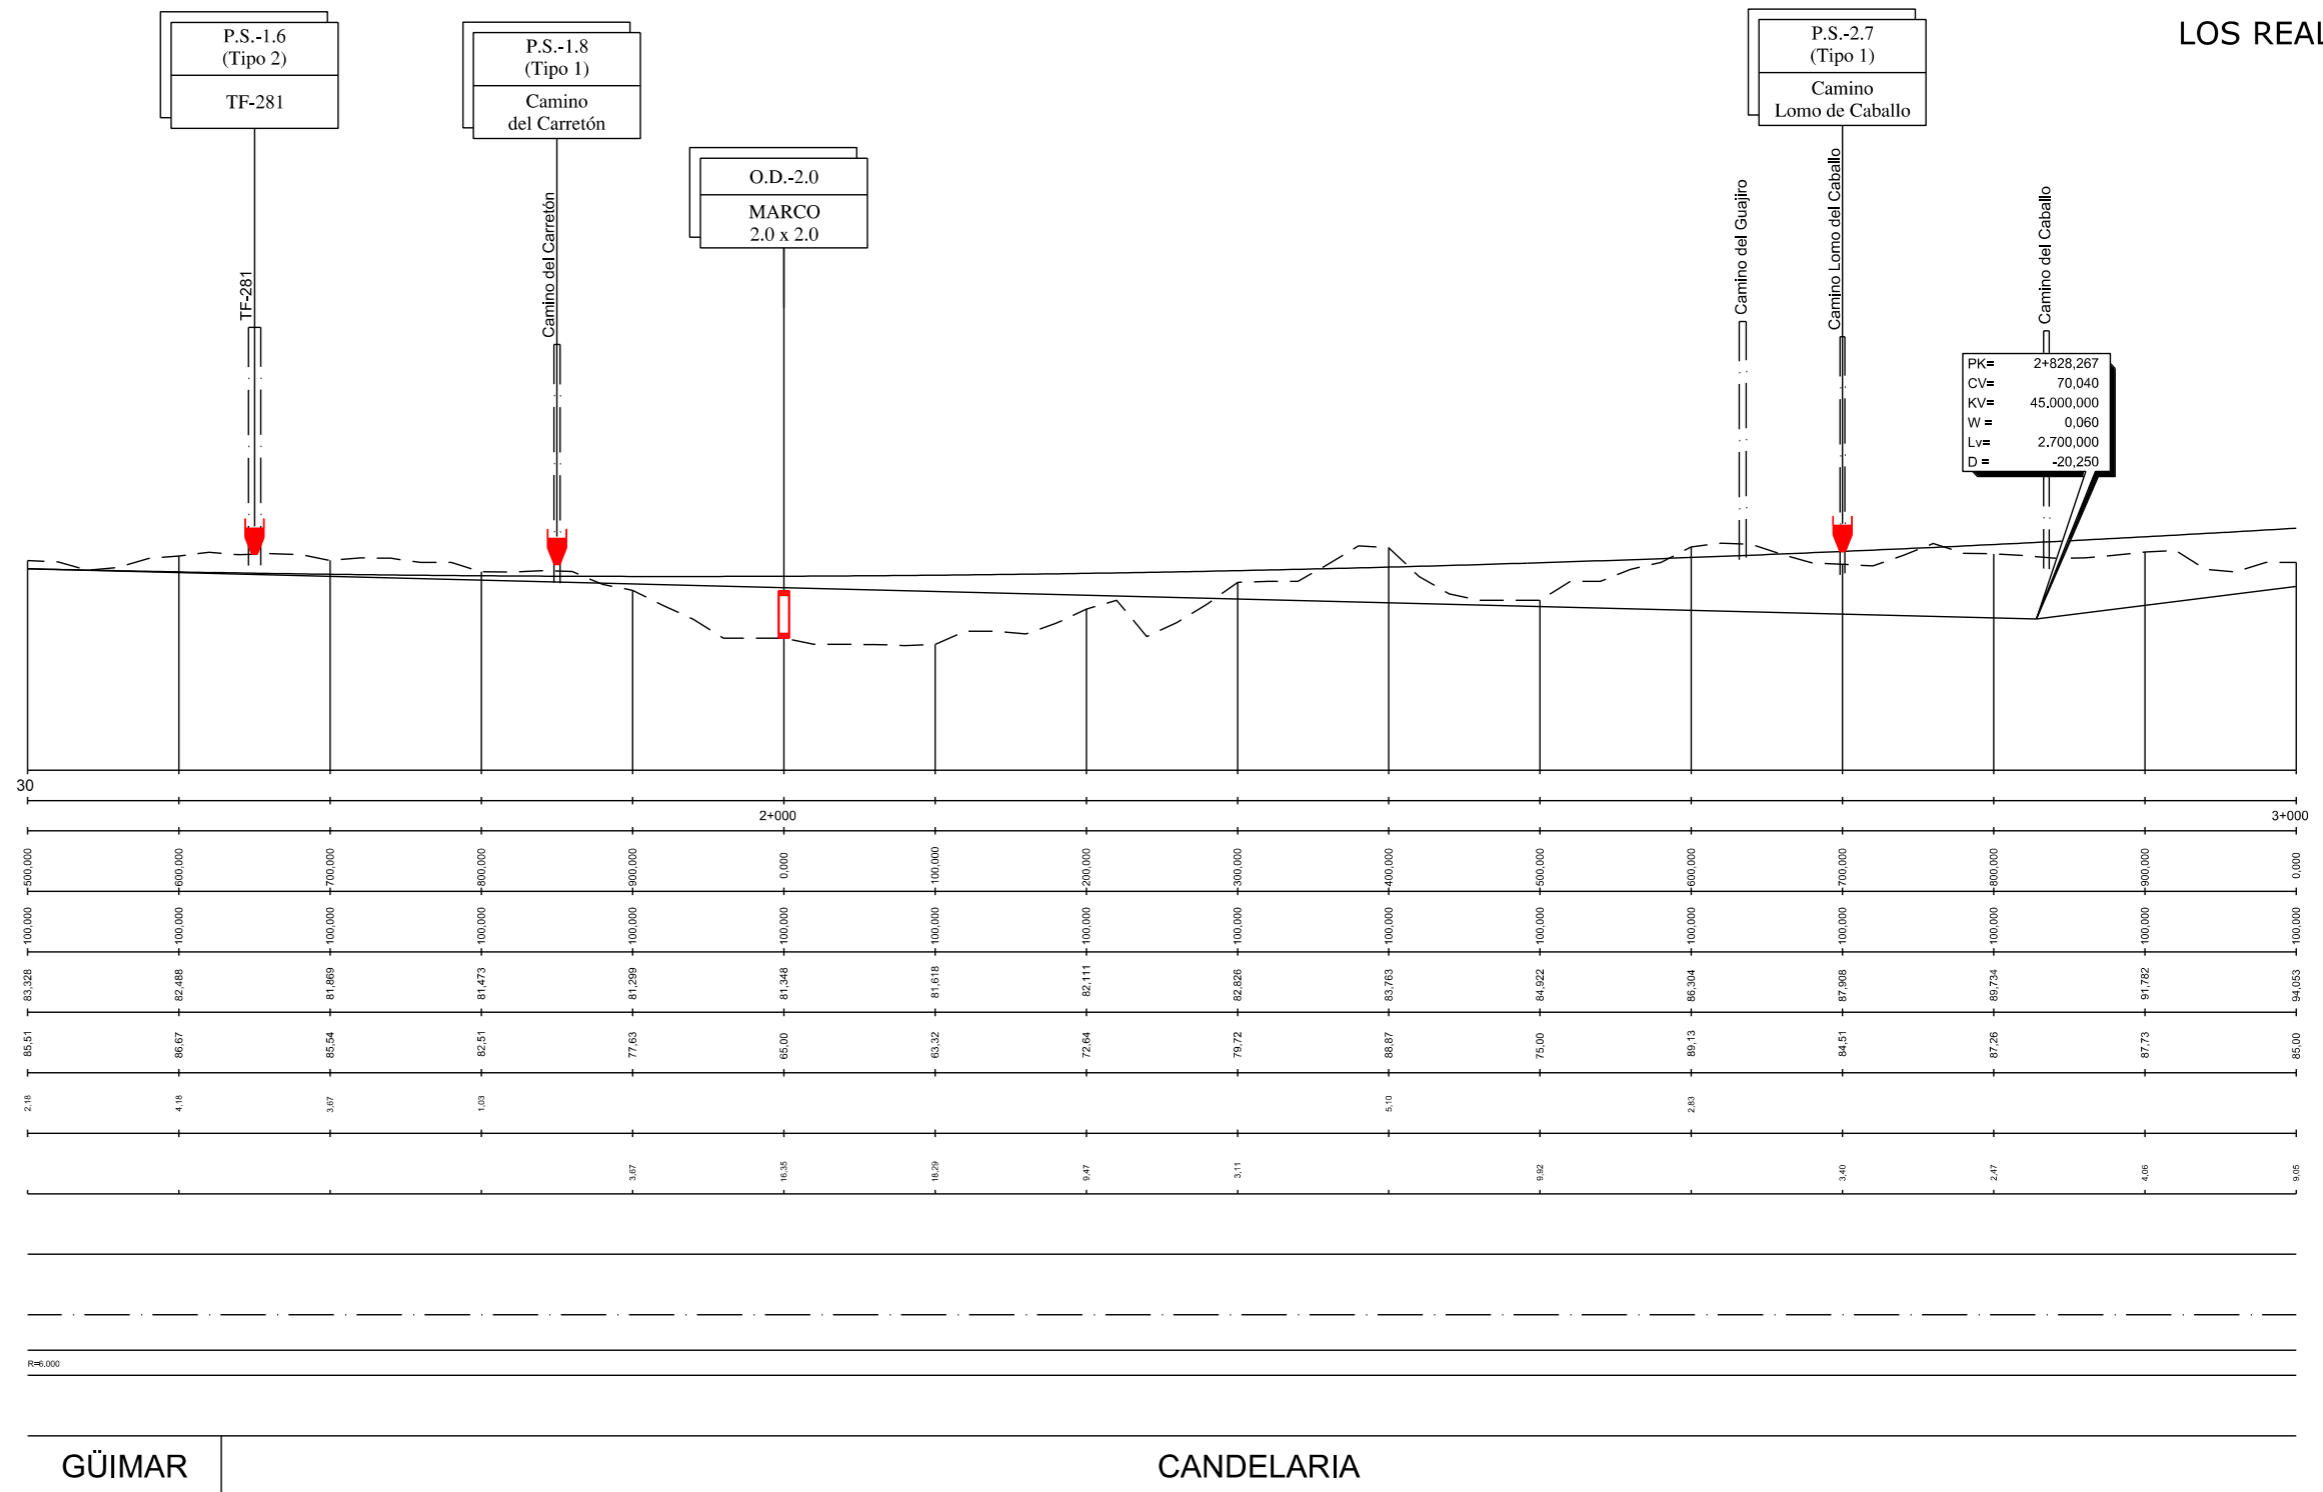 P.S.-1.6
(Tipo 2)
TF-281
P.S.-1.8
(Tipo 1)
Camino
del Carretón
O.D.-2.0
MARCO
2.0 x 2.0
P.S.-2.7
(Tipo 1)
Camino
Lomo de Caballo
LOS REAL
TF-281
Camino del Carretón
Camino del Guajiro
Camino Lomo del Caballo
Camino del Caballo
PK= 2+828,267
CV= 70,040
KV= 45.000,000
W = 0,060
Lv= 2.700,000
D = -20,250
30
2+000 3+000
500,000 600,000 700,000 800,000 900,000 0,000 100,000 200,000 300,000 400,000 500,000 600,000 700,000 800,000 900,000 0,000
100,000 100,000 100,000 100,000 100,000 100,000 100,000 100,000 100,000 100,000 100,000 100,000 100,000 100,000 100,000 100,000
83,328 82,488 81,869 81,473 81,299 81,348 81,618 82,111 82,826 83,763 84,922 86,304 87,908 89,734 91,782 94,053
85,51 86,67 85,54 82,51 77,63 65,00 63,32 72,64 79,72 88,87 75,00 89,13 84,51 87,26 87,73 85,00
2,18 4,18 3,67 1,03 5,10 2,83
3,67 16,35 18,29 9,47 3,11 9,92 3,40 2,47 4,06 9,05
R=6.000
GÜIMAR CANDELARIA